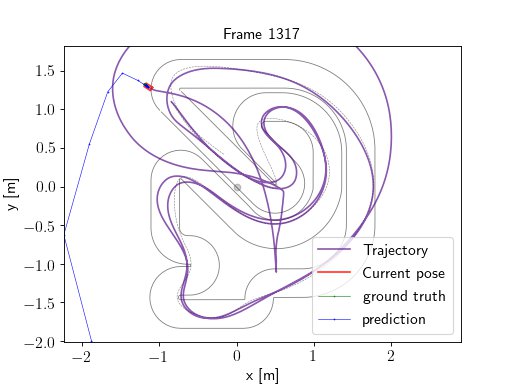 Frame 1317
y [m]
1.5
1.0
0.5
0.0
−0.5
−1.0
−1.5
−2.0
−2
−1
0
1
2
x [m]
Trajectory
Current pose
ground truth
prediction